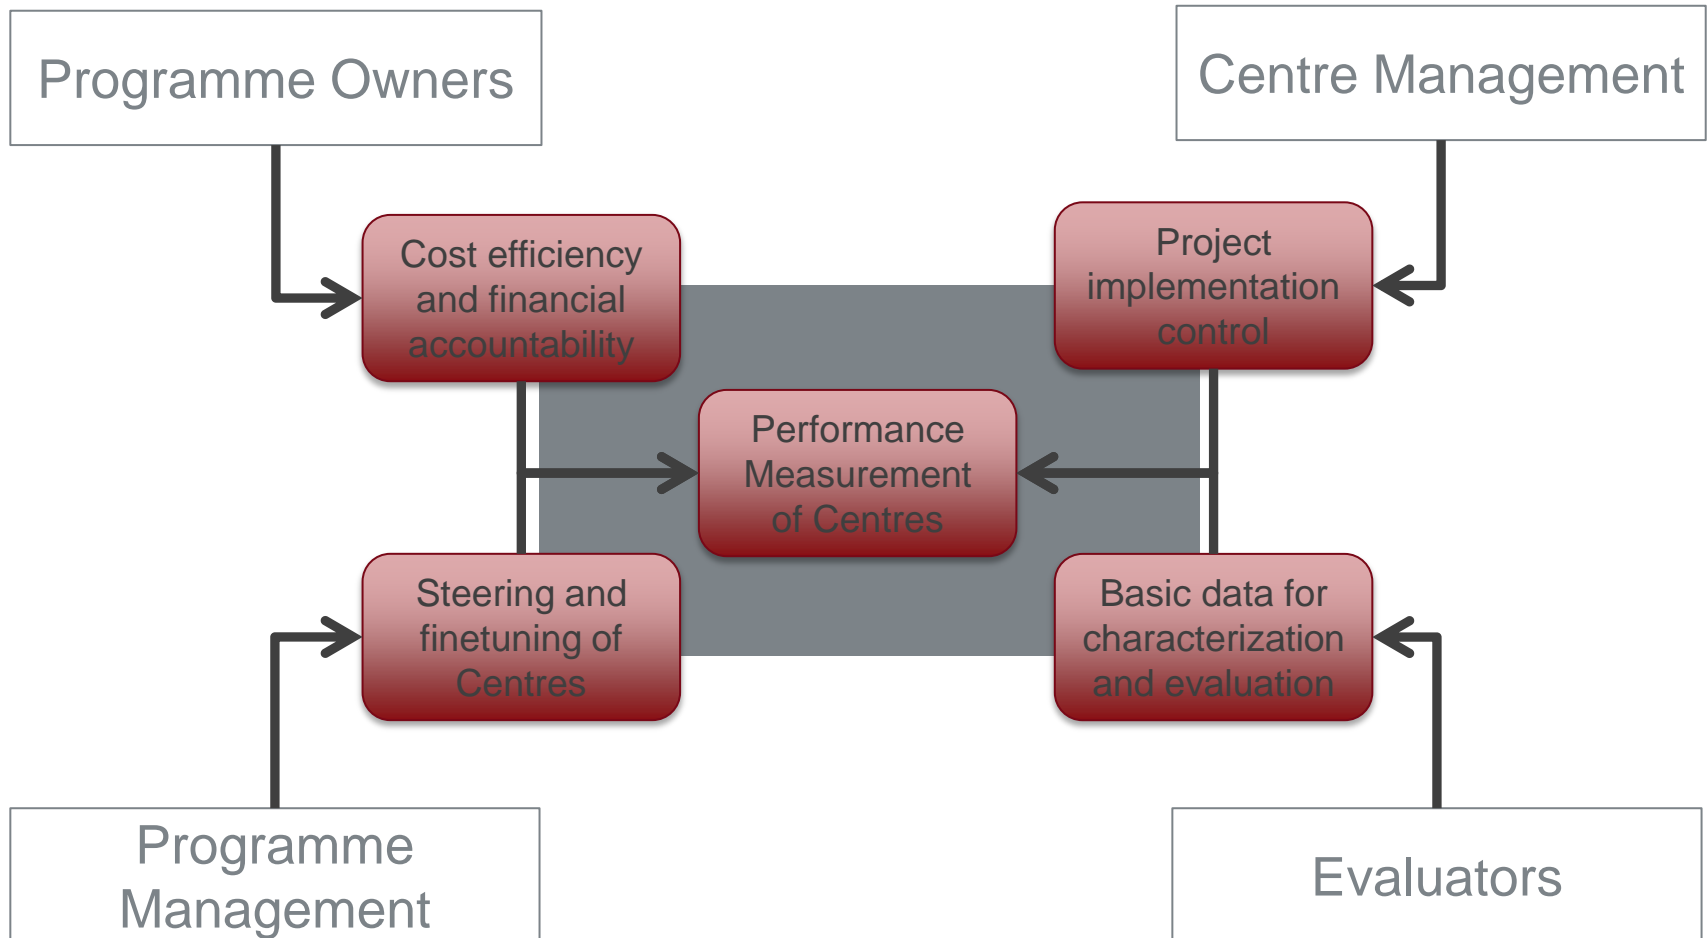 Programme Owners
Centre Management
Cost efficiency
and financial
accountability
Project
implementation
control
Performance
Measurement
of Centres
Steering and
finetuning of
Centres
Basic data for
characterization
and evaluation
Programme
Management
Evaluators